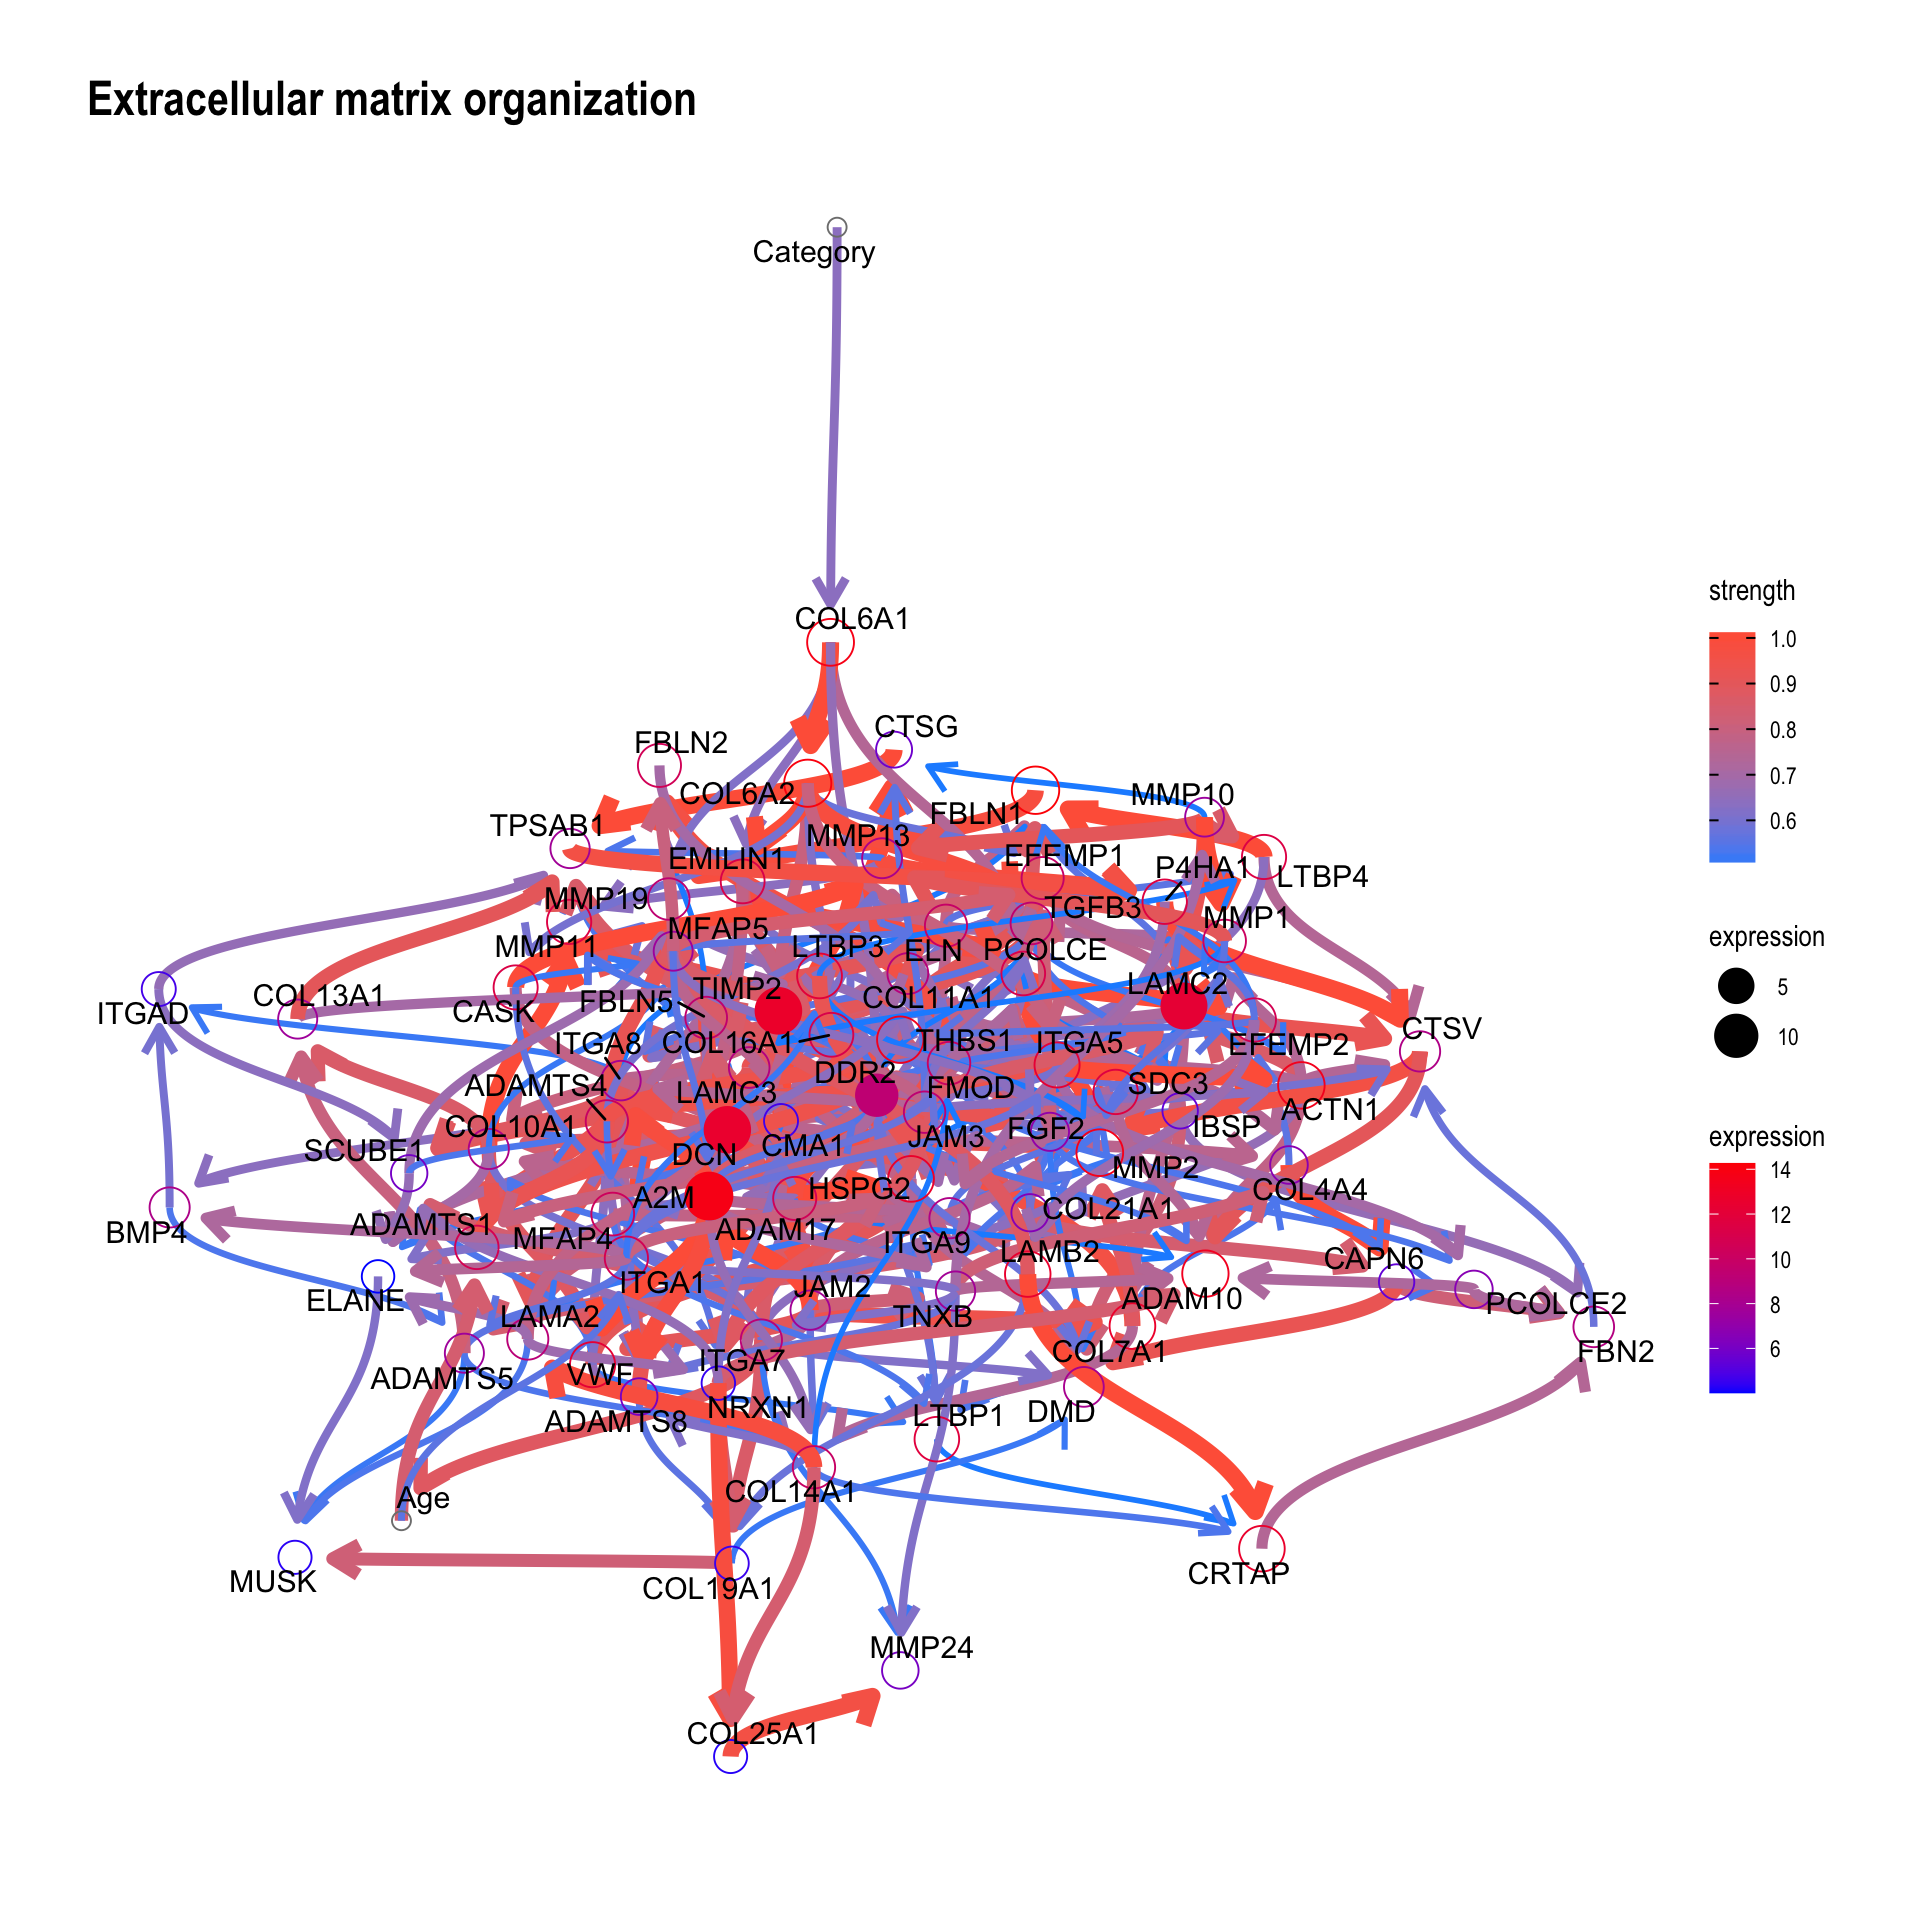 Extracellular matrix organization
Category
COL6A1
CTSG
FBLN2
COL6A2
FBLN1
MMP10
TPSAB1
MMP13
EMILIN1
EFEMP1
P4HA1
LTBP4
MMP19
TGFB3
MMP1
MFAP5
MMP11
LTBP3
ELN
PCOLCE
TIMP2
LAMC2
COL13A1
FBLN5
COL11A1
CASK
ITGAD
CTSV
ITGA8
COL16A1
THBS1
ITGA5
EFEMP2
DDR2
ADAMTS4
LAMC3
FMOD
SDC3
ACTN1
COL10A1
IBSP
FGF2
JAM3
CMA1
SCUBE1
DCN
MMP2
HSPG2
COL4A4
A2M
COL21A1
ADAMTS1
BMP4
ADAM17
MFAP4
ITGA9
LAMB2
CAPN6
ITGA1
JAM2
ELANE
ADAM10
PCOLCE2
LAMA2
TNXB
COL7A1
FBN2
ITGA7
VWF
ADAMTS5
NRXN1
LTBP1
DMD
ADAMTS8
COL14A1
Age
MUSK
COL19A1
CRTAP
MMP24
COL25A1
strength
1.0
0.9
0.8
0.7
0.6
expression
5
10
expression
14
12
10
8
6